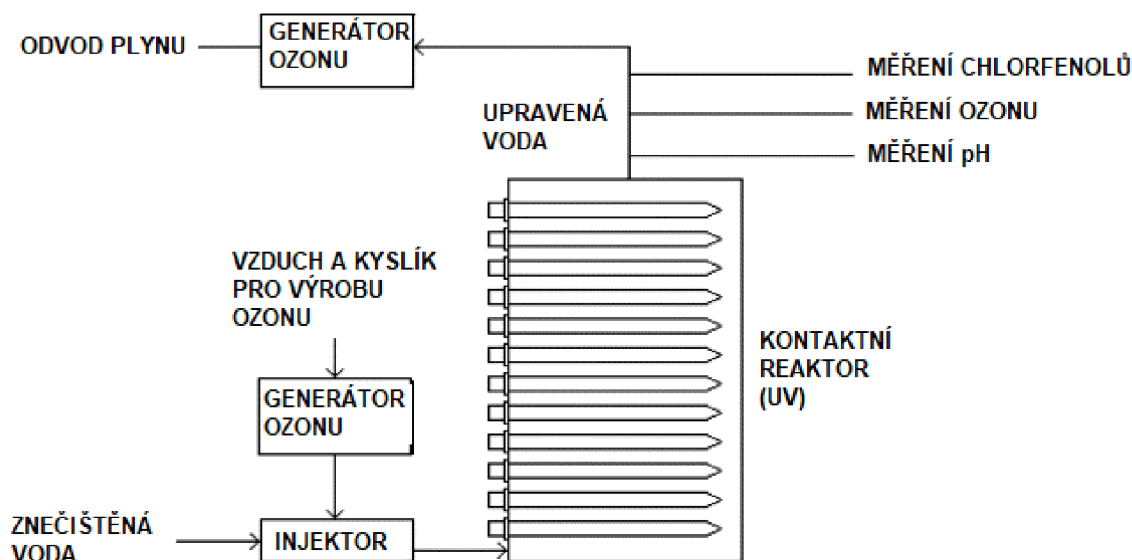 ODVOD PLYNU
GENERÁTOR
OZONU
MĚŘENÍ CHLORFENOLŮ
UPRAVENÁ
VODA
MĚŘENÍ OZONU
MĚŘENÍ pH
VZDUCH A KYSLÍK
PRO VÝROBU
OZONU
KONTAKTNÍ
REAKTOR
(UV)
GENERÁTOR
OZONU
ZNEČIŠTĚNÁ
VODA
INJEKTOR